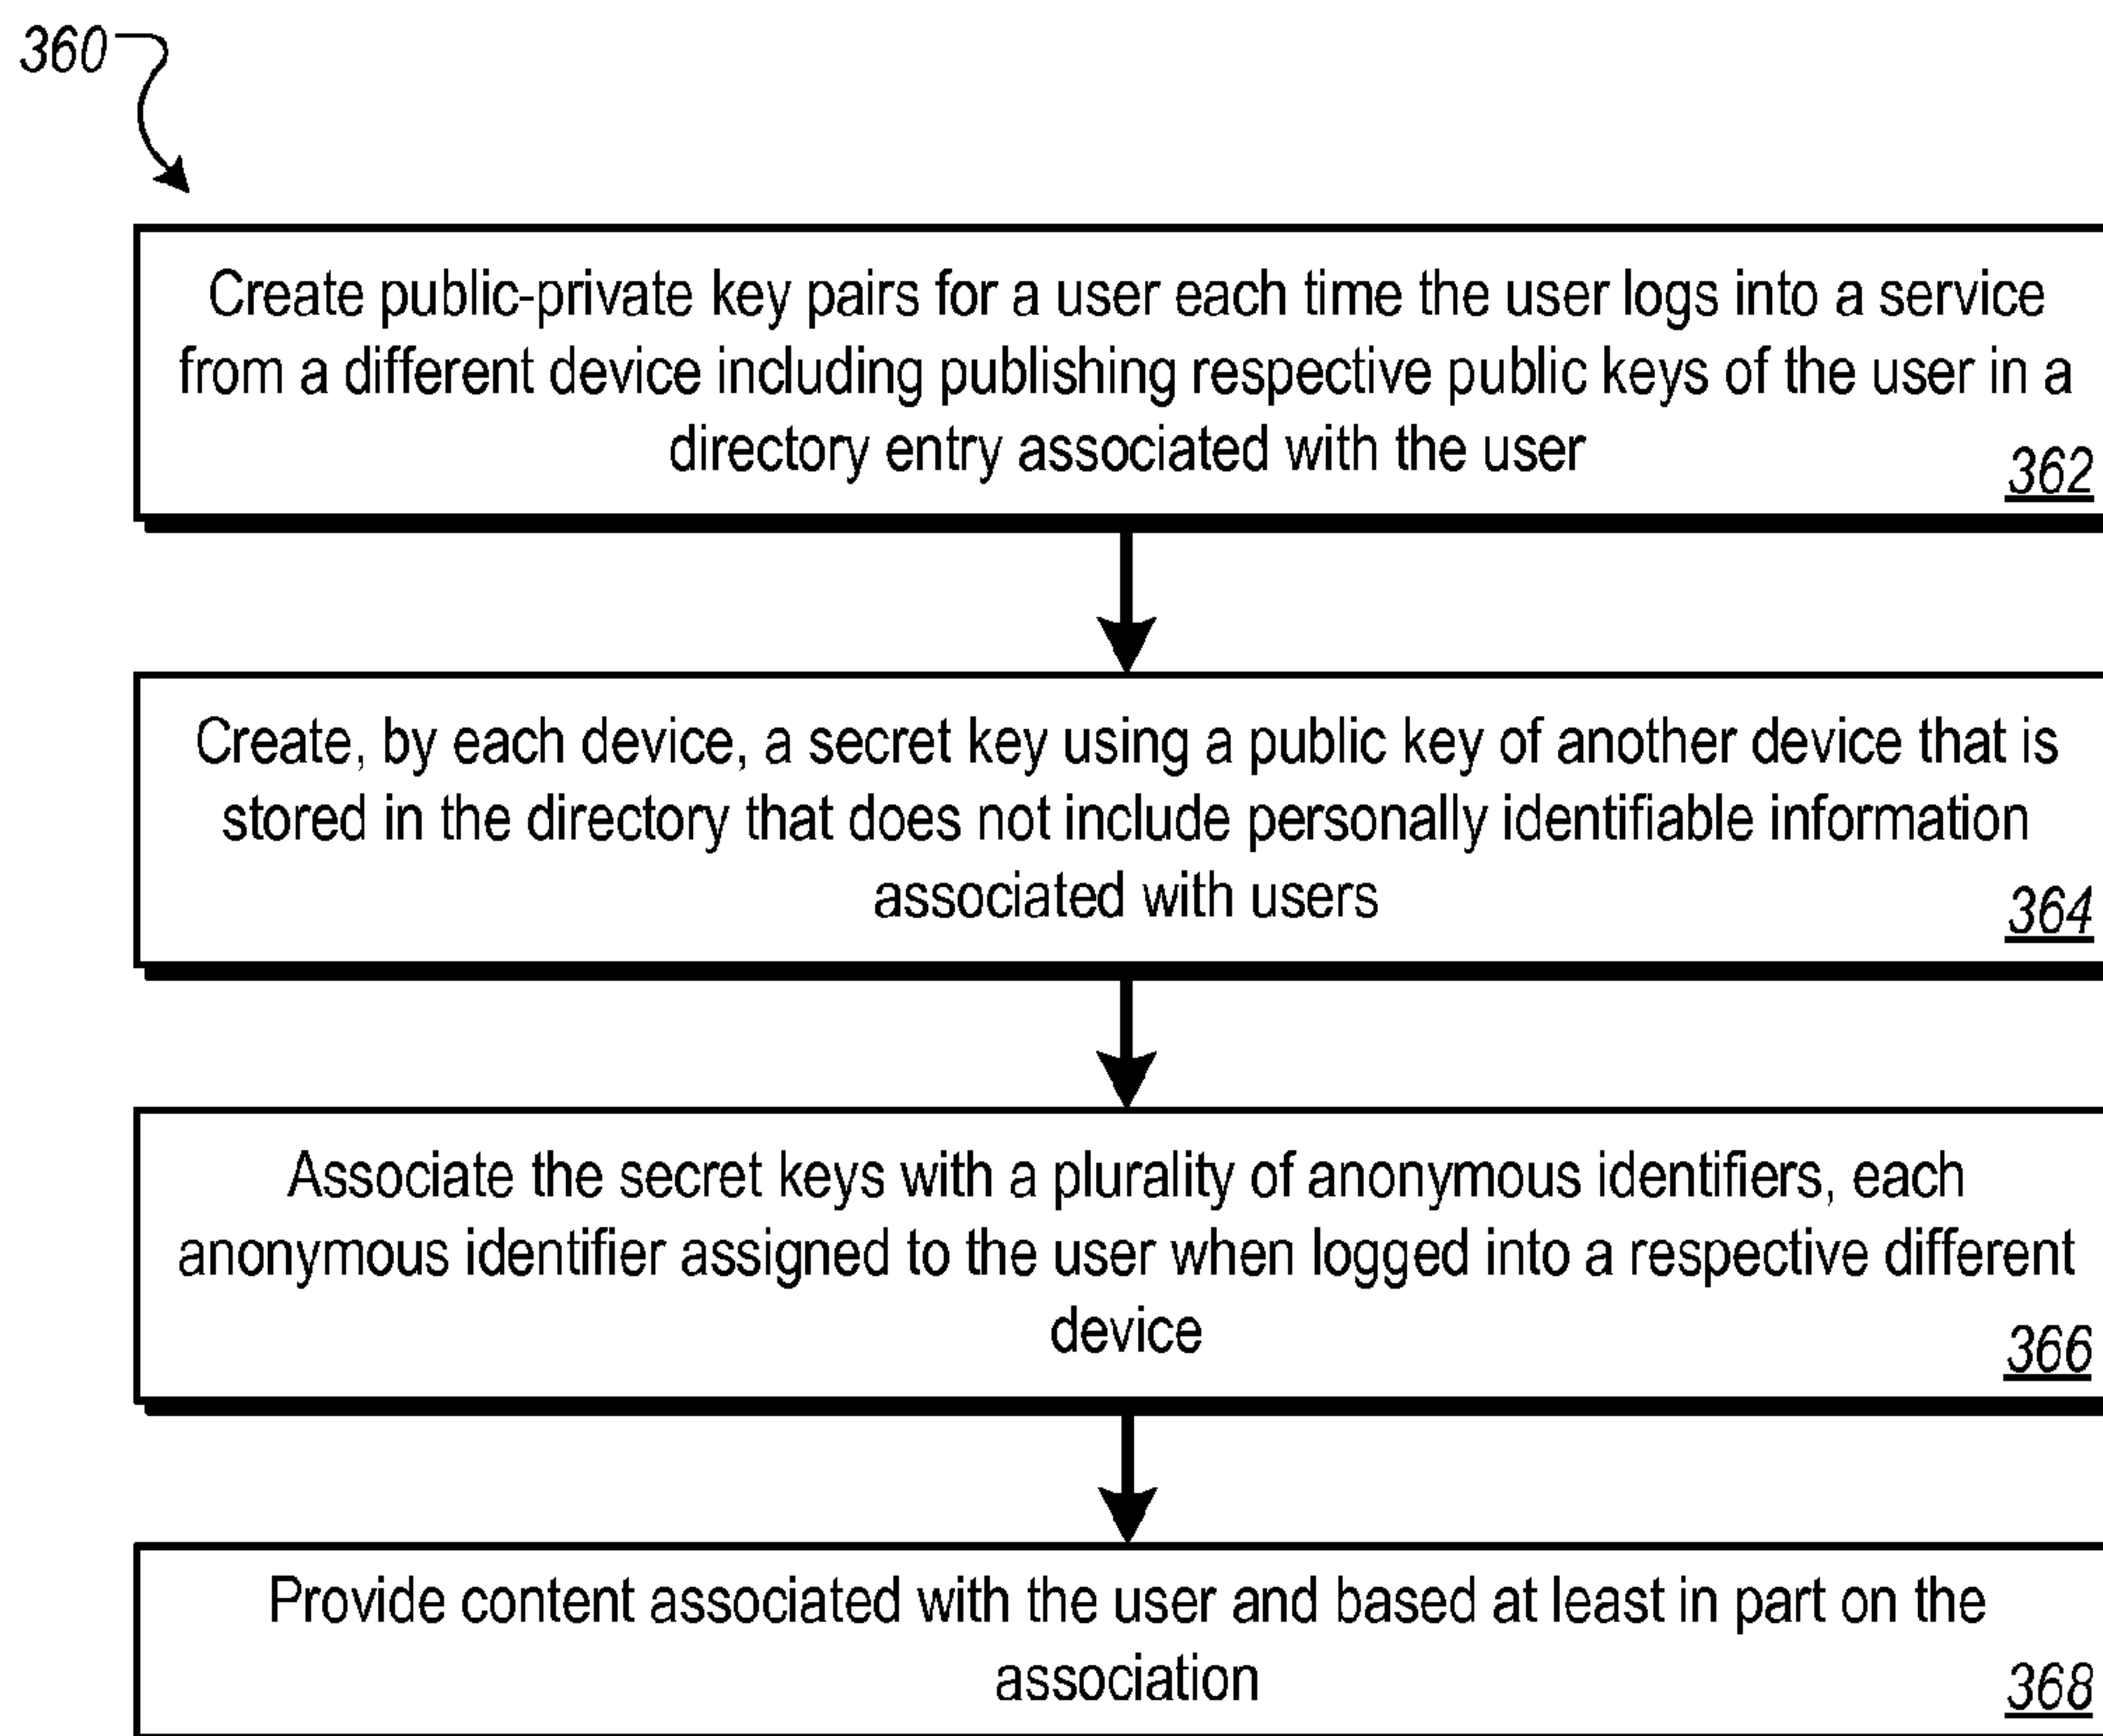 360
Create public-private key pairs for a user each time the user logs into a service
from a different device including publishing respective public keys of the user in a
directory entry associated with the user
362
Create, by each device, a secret key using a public key of another device that is
stored in the directory that does not include personally identifiable information
associated with users
364
Associate the secret keys with a plurality of anonymous identifiers, each
anonymous identifier assigned to the user when logged into a respective different
device
366
Provide content associated with the user and based at least in part on the
association
368